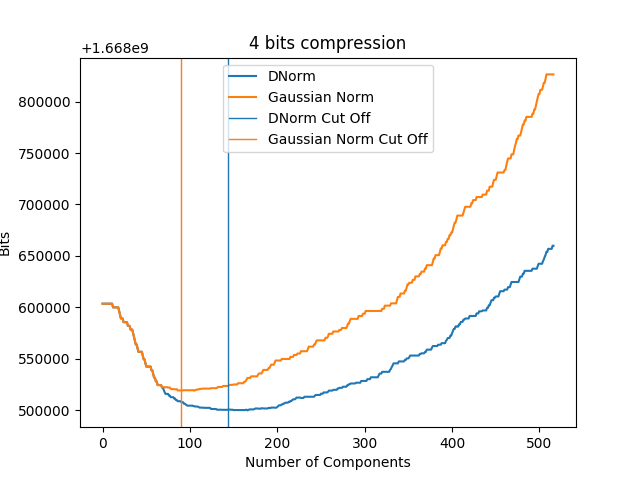 4 bits compression
+1.668e9
800000
750000
700000
650000
600000
550000
500000
Bits
DNorm
Gaussian Norm
DNorm Cut Off
Gaussian Norm Cut Off
0 100 200 300 400 500
Number of Components